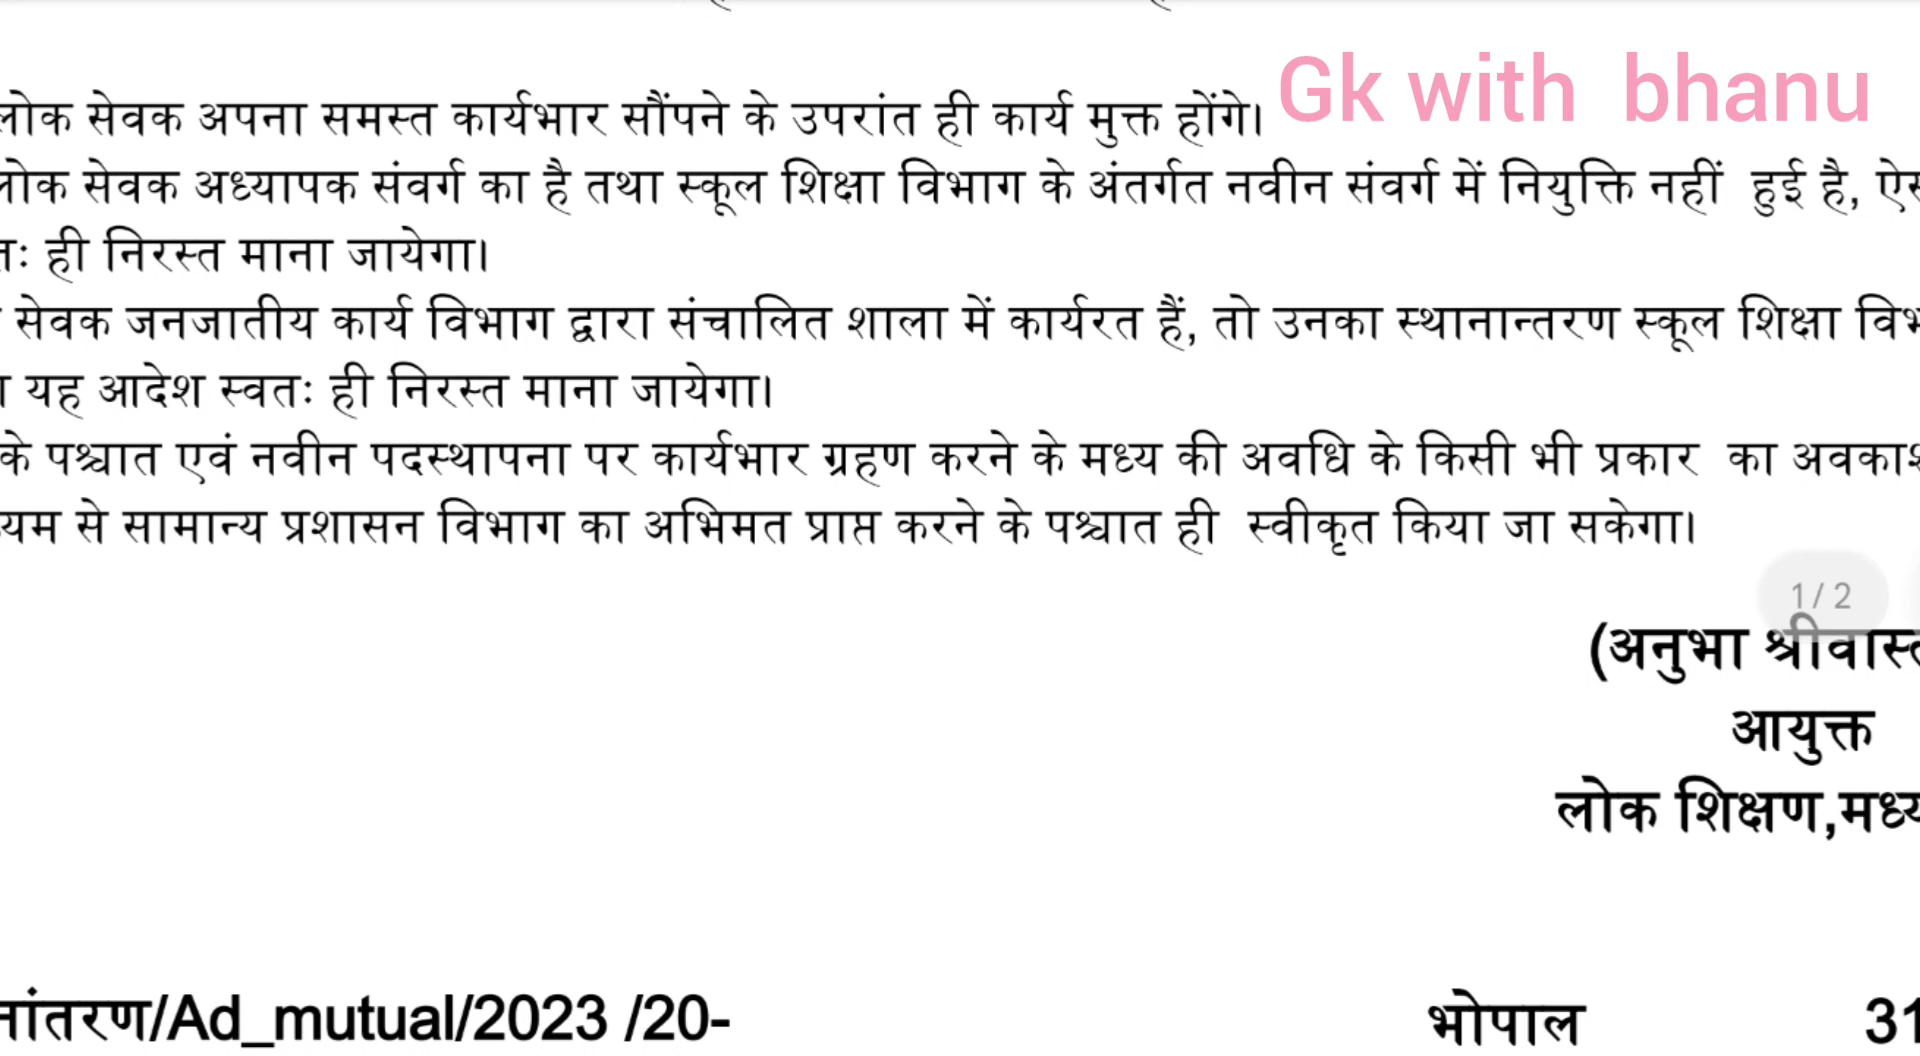 Gk with bhanu
लोक सेवक अपना समस्त कार्यभार सौंपने के उपरांत ही कार्य मुक्त होंगे।
लोक सेवक अध्यापक संवर्ग का है तथा स्कूल शिक्षा विभाग के अंतर्गत नवीन संवर्ग में नियुक्ति नहीं हुई है,
ही निरस्त माना जायेगा।
सेवक जनजातीय कार्य विभाग द्वारा संचालित शाला में कार्यरत हैं, तो उनका स्थानान्तरण स्कूल शिक्षा
यह आदेश स्वतः ही निरस्त माना जायेगा।
के पश्चात एवं नवीन पदस्थापना पर कार्यभार ग्रहण करने के मध्य की अवधि के किसी भी प्रकार का
से सामान्य प्रशासन विभाग का अभिमत प्राप्त करने के पश्चात ही स्वीकृत किया जा सकेगा।
1/2
(अनुभा
आयुक्त
लोक शिक्षण,
/Ad_mutual/2023 /20- भोपाल 31